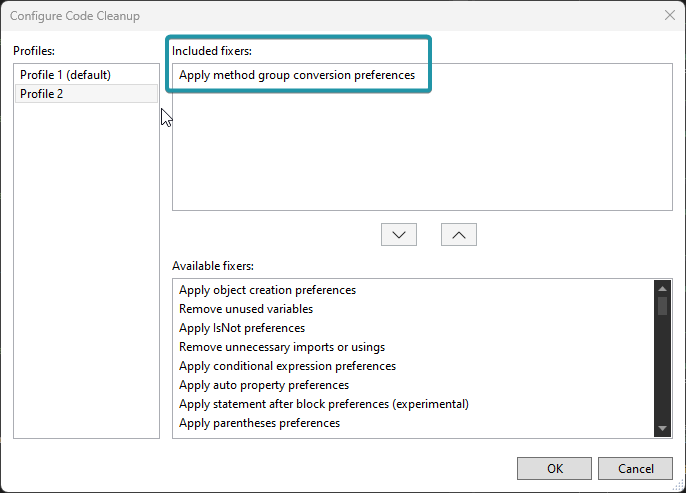 Configure Code Cleanup
Profiles:
Profile 1 (default)
Profile 2
Included fixers:
Apply method group conversion preferences
Available fixers:
Apply object creation preferences
Remove unused variables
Apply IsNot preferences
Remove unnecessary imports or usings
Apply conditional expression preferences
Apply auto property preferences
Apply statement after block preferences (experimental)
Apply parentheses preferences
OK
Cancel